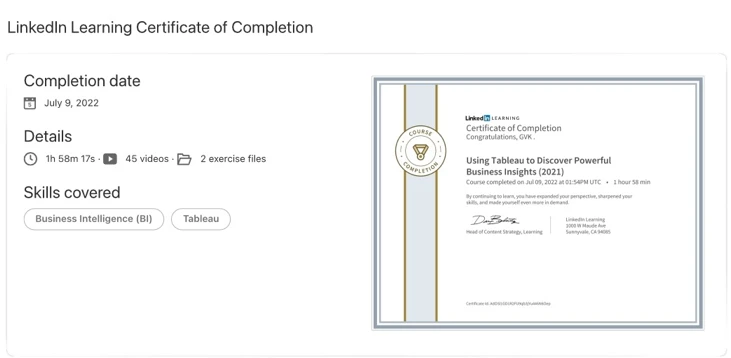 LinkedIn Learning Certificate of Completion
Completion date
July 9, 2022
Details
1h 58m 17s · 45 videos · 2 exercise files
Skills covered
Business Intelligence (BI)
Tableau
LinkedIn LEARNING
Certificate of Completion
Congratulations, GVK .
COURSE
COMPLETION
Using Tableau to Discover Powerful
Business Insights (2021)
Course completed on Jul 09, 2022 at 01:54PM UTC • 1 hour 58 min
By continuing to learn, you have expanded your perspective, sharpened your
skills, and made yourself even more in demand.
Head of Content Strategy, Learning
LinkedIn Learning
1000 W Maude Ave
Sunnyvale, CA 94085
Certificate Id: